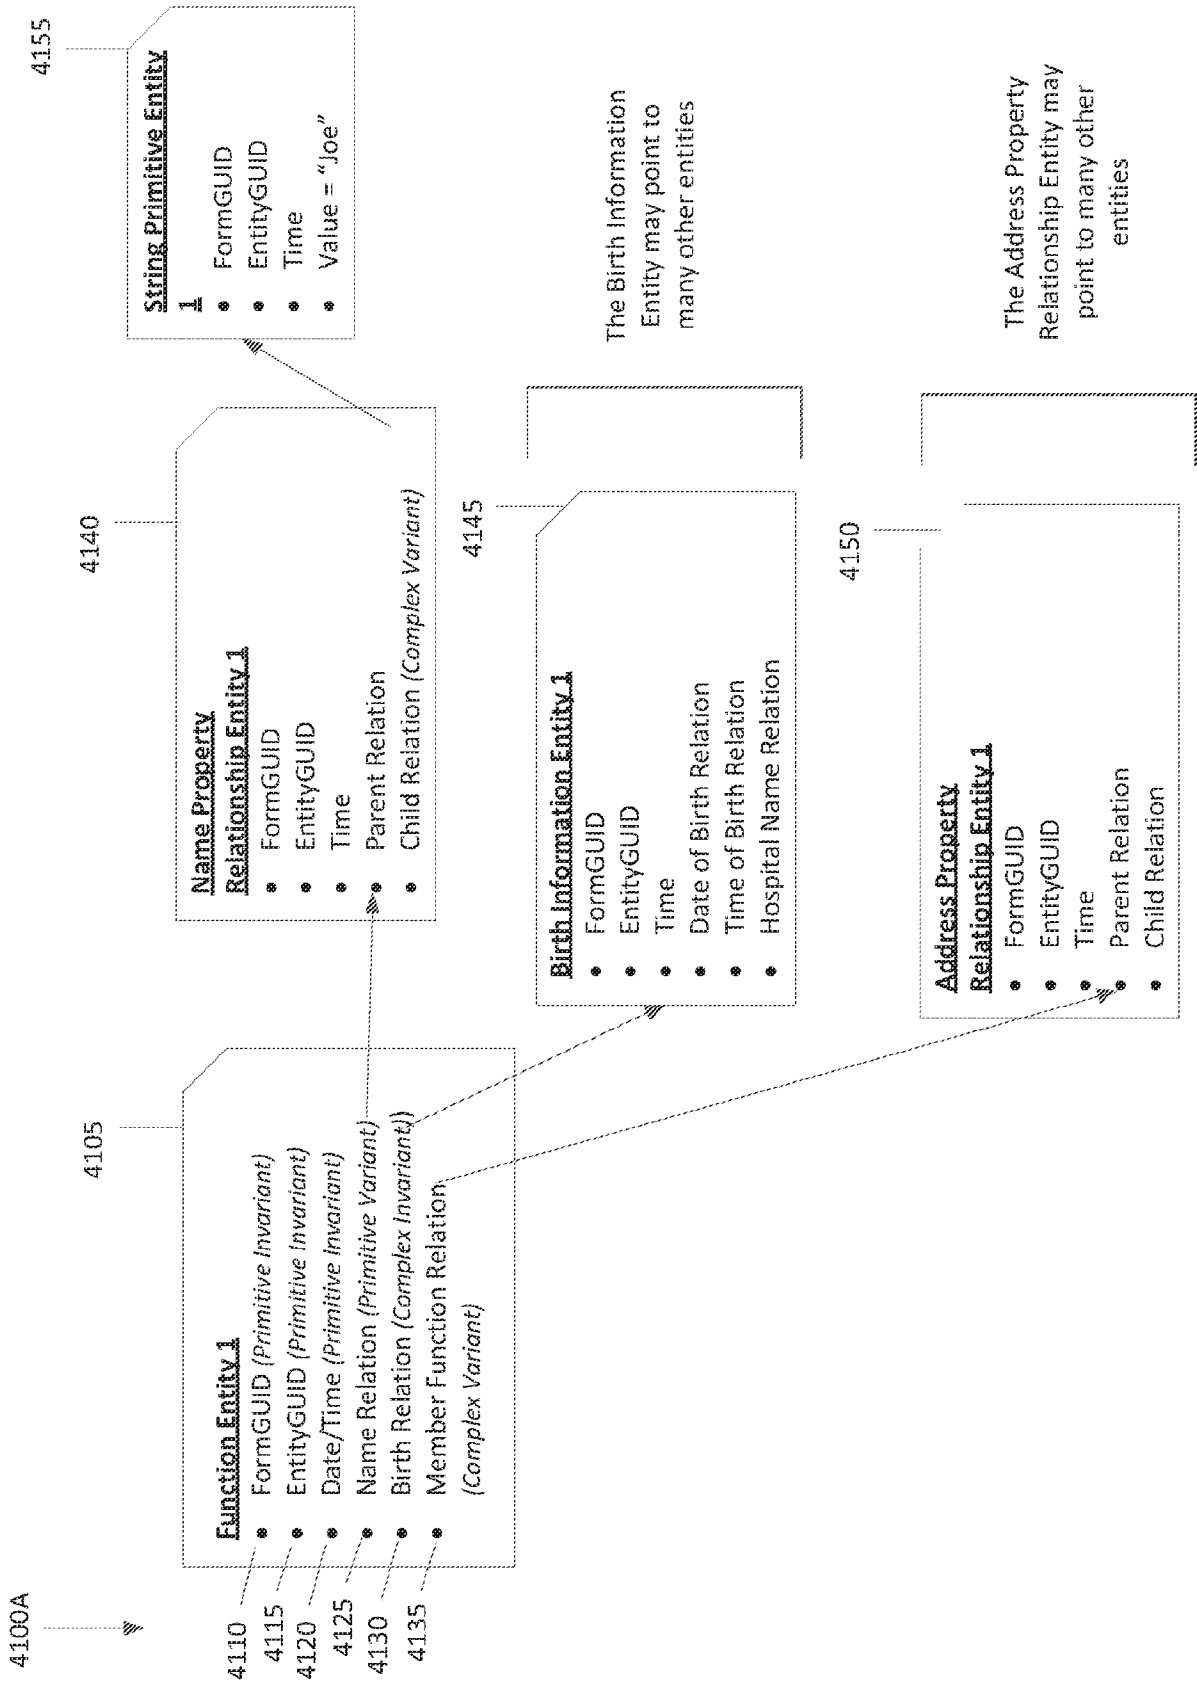 4100A
4105
Function Entity 1
4110
• FormGUID (Primitive Invariant)
4115
• EntityGUID (Primitive Invariant)
4120
• Date/Time (Primitive Invariant)
4125
• Name Relation (Primitive Variant)
4130
• Birth Relation (Complex Invariant))
4135
• Member Function Relation
(Complex Variant)
4140
Name Property
Relationship Entity 1
• FormGUID
• EntityGUID
• Time
• Parent Relation
• Child Relation (Complex Variant)
4155
String Primitive Entity
1
• FormGUID
• EntityGUID
• Time
• Value = “Joe”
4145
Birth Information Entity 1
• FormGUID
• EntityGUID
• Time
• Date of Birth Relation
• Time of Birth Relation
• Hospital Name Relation
The Birth Information
Entity may point to
many other entities
4150
Address Property
Relationship Entity 1
• FormGUID
• EntityGUID
• Time
• Parent Relation
• Child Relation
The Address Property
Relationship Entity may
point to many other
entities